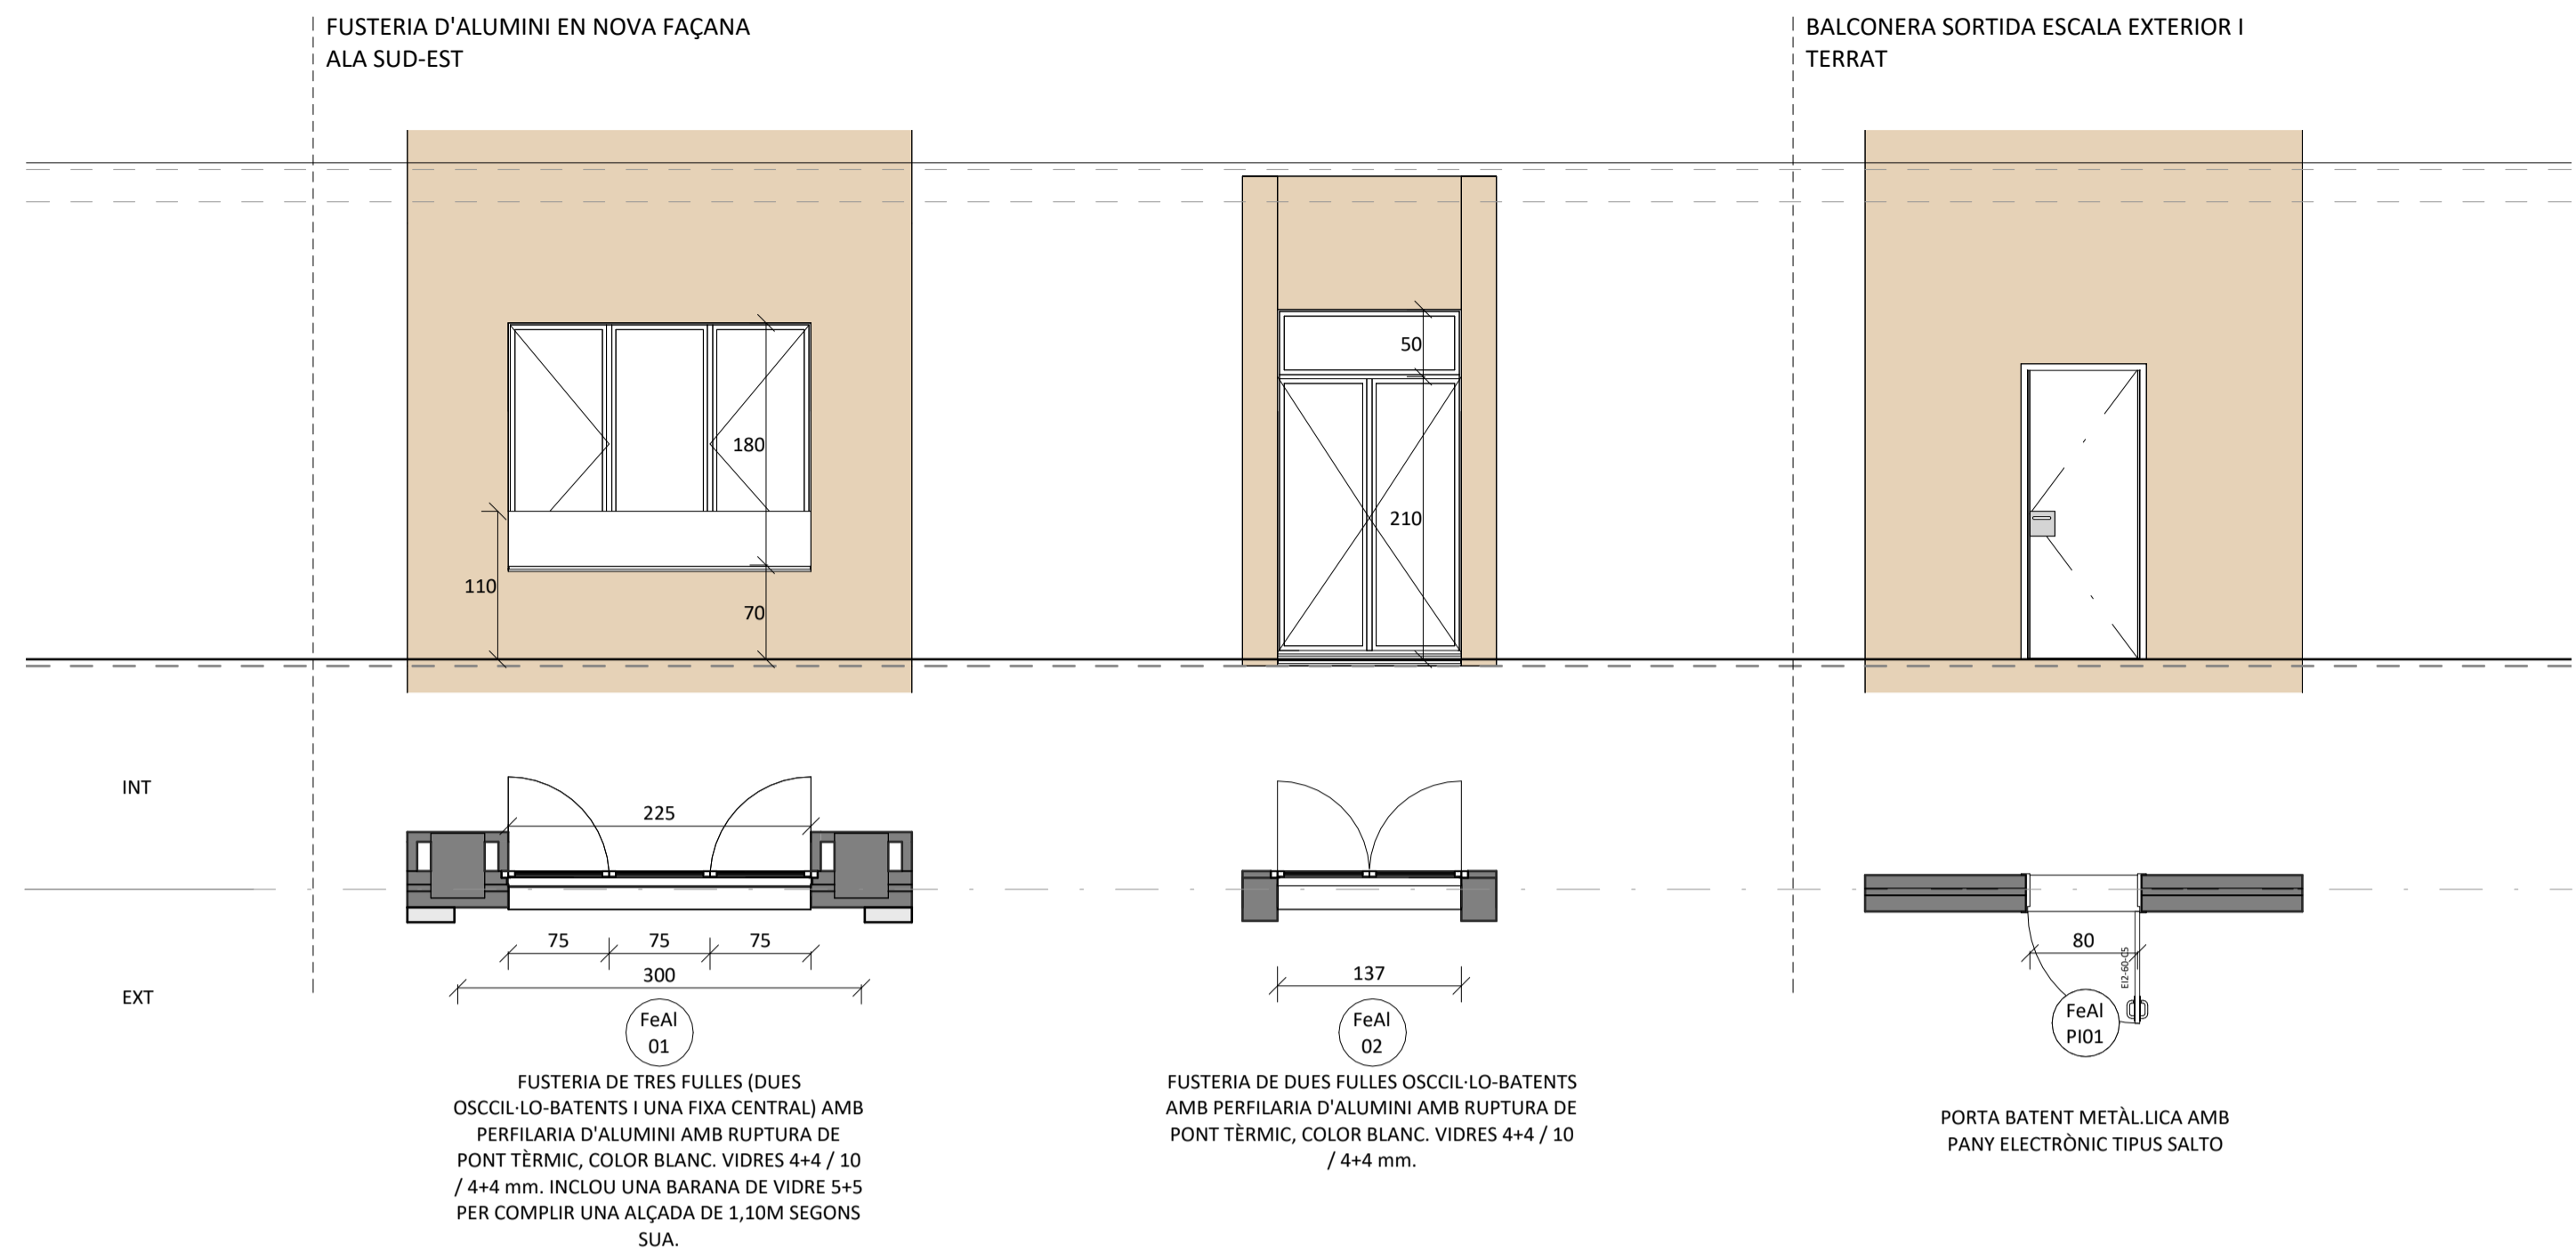 FUSTERIA D'ALUMINI EN NOVA FAÇANA
ALA SUD-EST
BALCONERA SORTIDA ESCALA EXTERIOR I
TERRAT
180
110
70
50
210
INT
EXT
225
75
75
75
300
137
80
EI2-60-C5
FeAl
01
FUSTERIA DE TRES FULLES (DUES
OSCCIL·LO-BATENTS I UNA FIXA CENTRAL) AMB
PERFILARIA D'ALUMINI AMB RUPTURA DE
PONT TÈRMIC, COLOR BLANC. VIDRES 4+4 / 10
/ 4+4 mm. INCLOU UNA BARANA DE VIDRE 5+5
PER COMPLIR UNA ALÇADA DE 1,10M SEGONS
SUA.
FeAl
02
FUSTERIA DE DUES FULLES OSCCIL·LO-BATENTS
AMB PERFILARIA D'ALUMINI AMB RUPTURA DE
PONT TÈRMIC, COLOR BLANC. VIDRES 4+4 / 10
/ 4+4 mm.
FeAl
PI01
PORTA BATENT METÀL.LICA AMB
PANY ELECTRÒNIC TIPUS SALTO